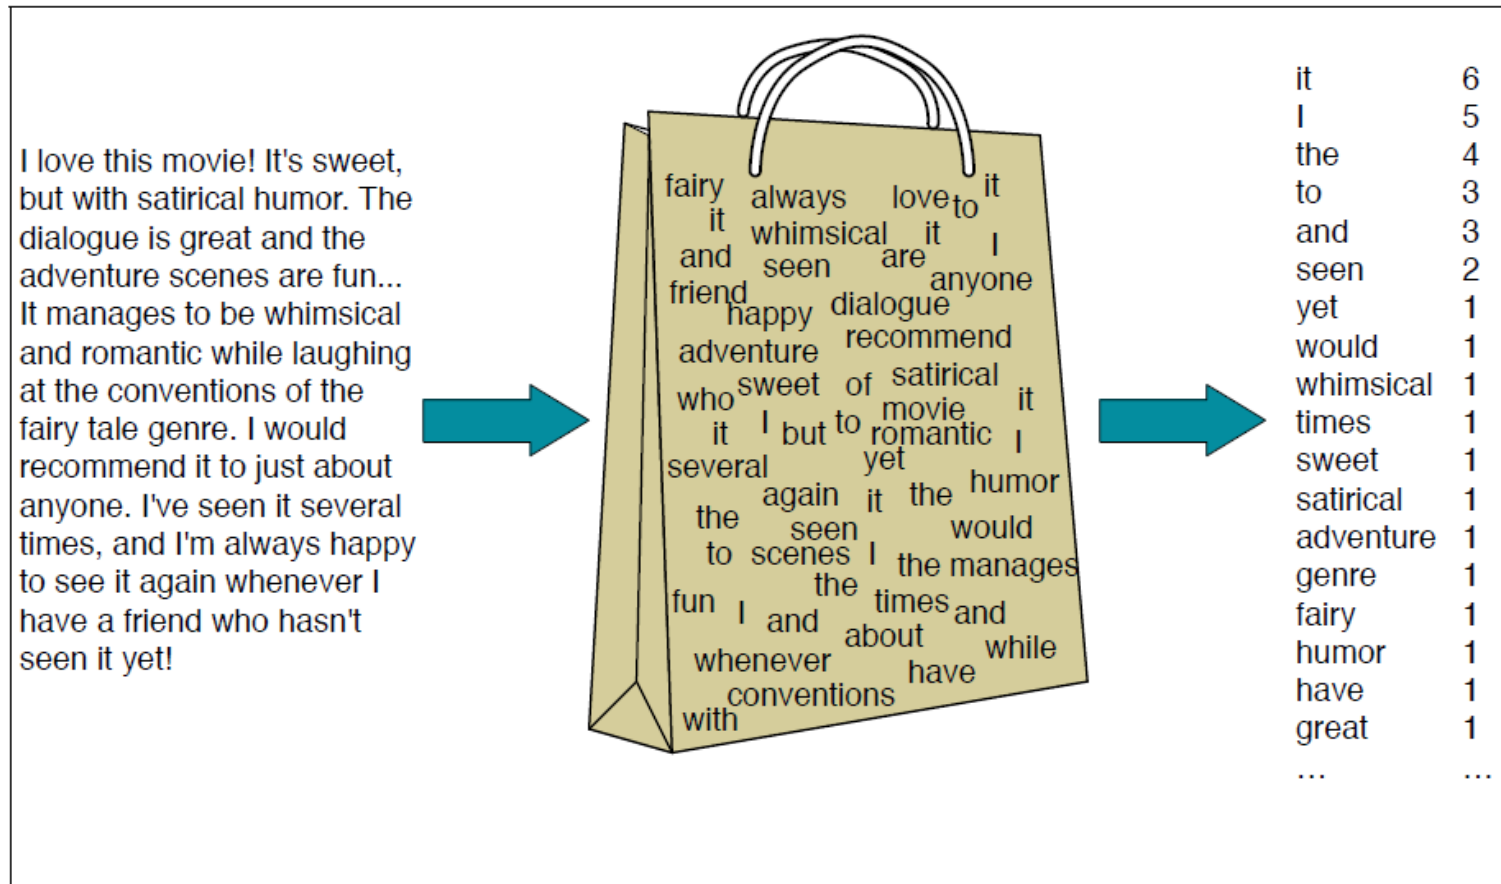 I love this movie! It's sweet,
but with satirical humor. The
dialogue is great and the
adventure scenes are fun...
It manages to be whimsical
and romantic while laughing
at the conventions of the
fairy tale genre. I would
recommend it to just about
anyone. I've seen it several
times, and I'm always happy
to see it again whenever I
have a friend who hasn't
seen it yet!
fairy always love to it
it whimsical it I
and seen are anyone
friend happy dialogue
adventure recommend
who sweet of satirical
it I but to movie it
romantic I
several yet
again it the humor
the seen would
to scenes I the manages
the
fun I and times and
about while
whenever have
conventions
with
it 6
I 5
the 4
to 3
and 3
seen 2
yet 1
would 1
whimsical 1
times 1
sweet 1
satirical 1
adventure 1
genre 1
fairy 1
humor 1
have 1
great 1
... ...